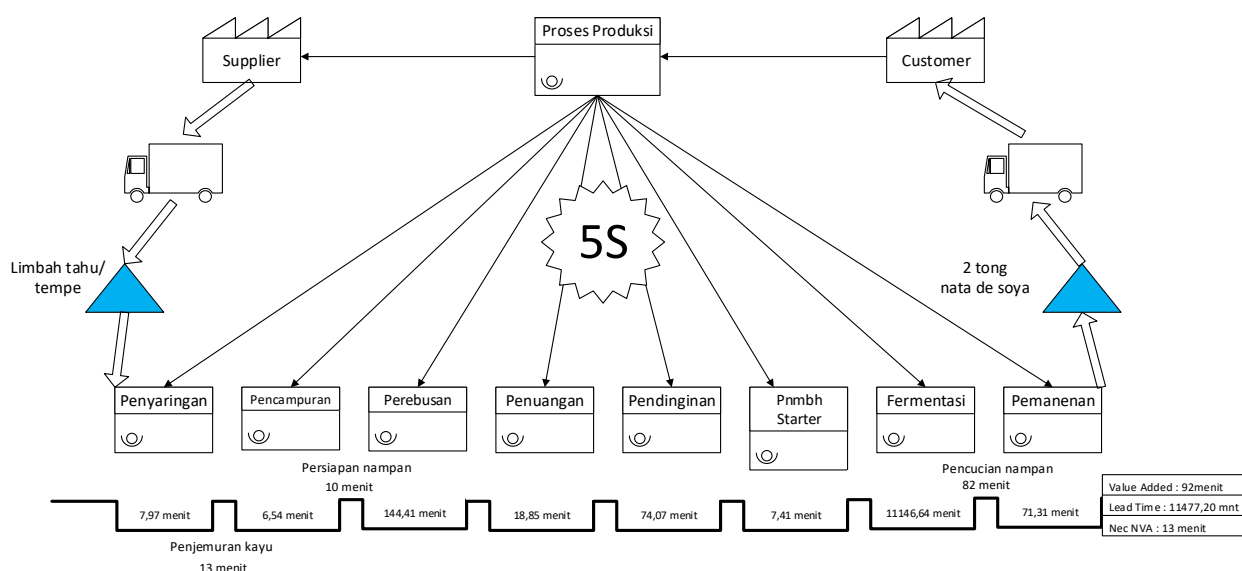 Proses Produksi
Supplier
Customer
5S
Limbah tahu/
tempe
2 tong
nata de soya
Penyaringan
Pencampuran
Perebusan
Penuangan
Pendinginan
Pnmbh
Starter
Fermentasi
Pemanenan
Persiapan nampan
10 menit
Pencucian nampan
82 menit
7,97 menit
6,54 menit
144,41 menit
18,85 menit
74,07 menit
7,41 menit
11146,64 menit
71,31 menit
Value Added : 92menit
Lead Time : 11477,20 mnt
Nec NVA : 13 menit
Penjemuran kayu
13 menit